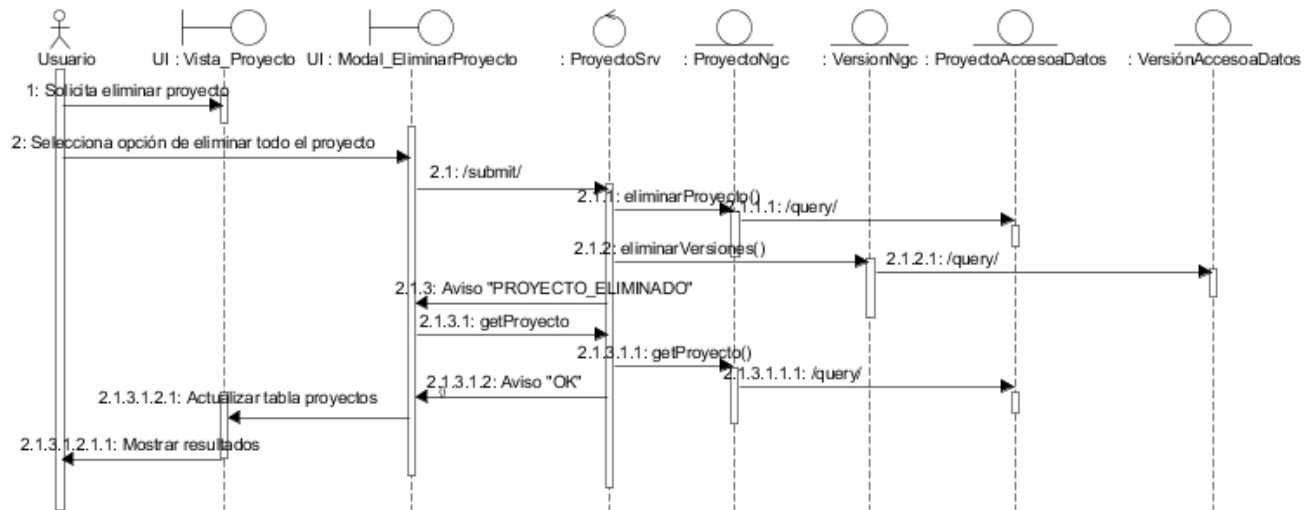 Usuario
UI : Vista_Proyecto
UI : Modal_EliminarProyecto
: ProyectoSrv
: ProyectoNgc
: VersionNgc
: ProyectoAccesoaDatos
: VersiónAccesoaDatos
1: Solicita eliminar proyecto
2: Selecciona opción de eliminar todo el proyecto
2.1: /submit/
2.1.1: eliminarProyecto()
2.1.1.1: /query/
2.1.2: eliminarVersiones()
2.1.2.1: /query/
2.1.3: Aviso "PROYECTO_ELIMINADO"
2.1.3.1: getProyecto
2.1.3.1.1: getProyecto()
2.1.3.1.1.1: /query/
2.1.3.1.2: Aviso "OK"
()
2.1.3.1.2.1: Actualizar tabla proyectos
2.1.3.1.2.1.1: Mostrar resultados